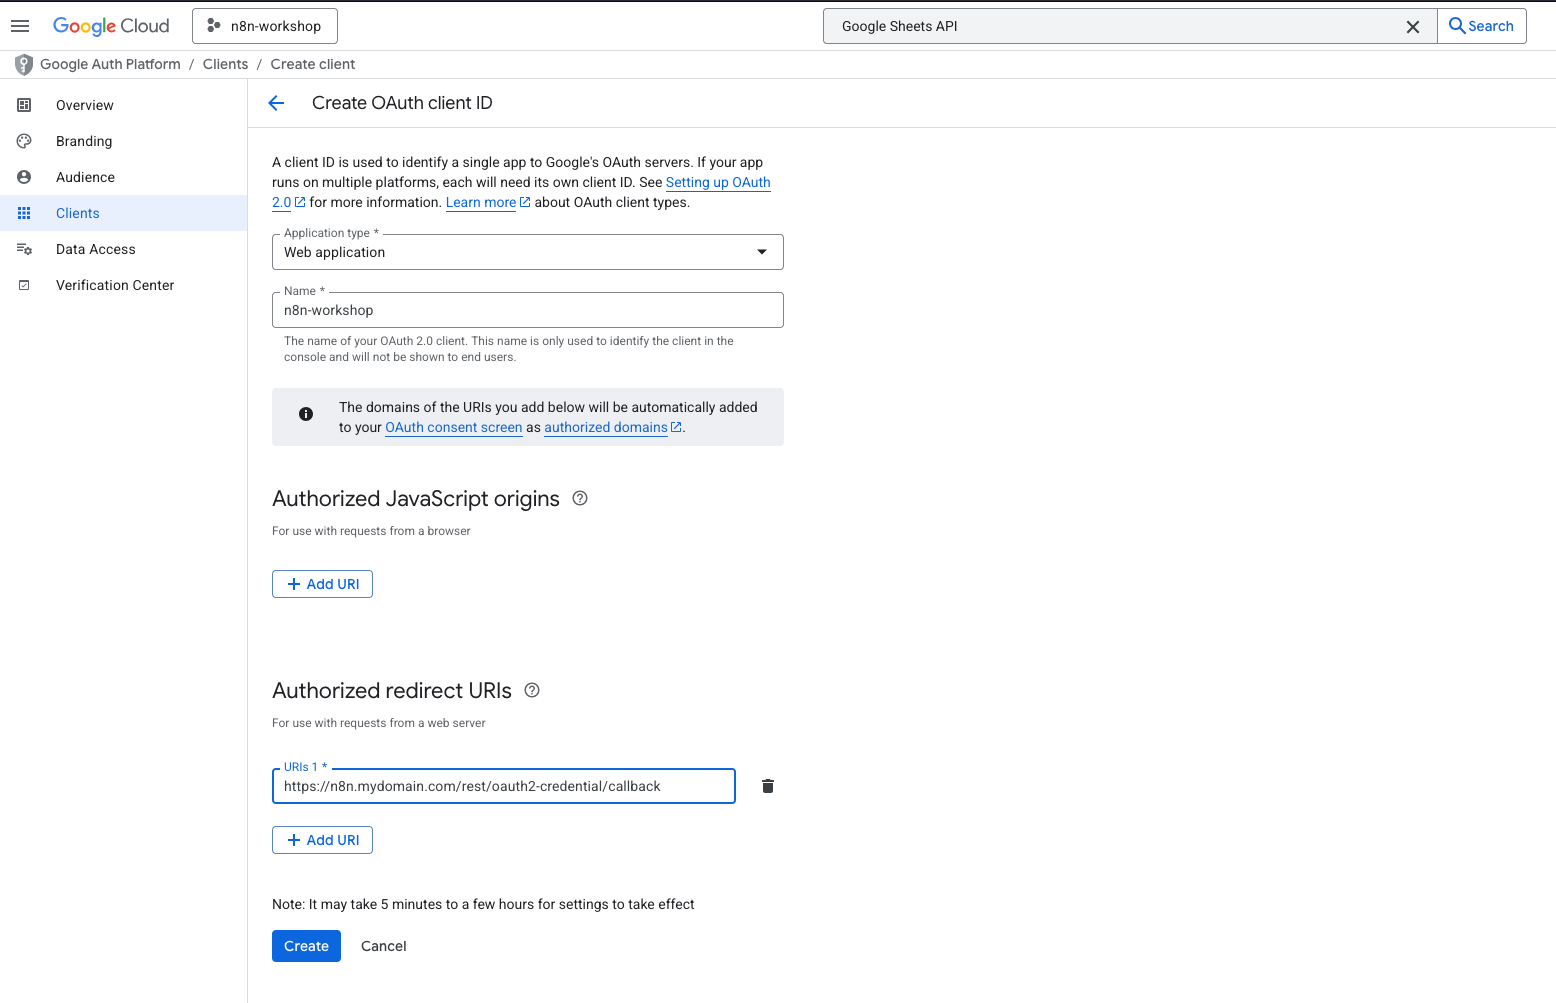 Google Cloud
n8n-workshop
Google Sheets API
Search
Google Auth Platform / Clients / Create client
Overview
Branding
Audience
Clients
Data Access
Verification Center
Create OAuth client ID
A client ID is used to identify a single app to Google's OAuth servers. If your app
runs on multiple platforms, each will need its own client ID. See Setting up OAuth
2.0 for more information. Learn more about OAuth client types.
Application type *
Web application
Name *
n8n-workshop
The name of your OAuth 2.0 client. This name is only used to identify the client in the
console and will not be shown to end users.
The domains of the URIs you add below will be automatically added
to your OAuth consent screen as authorized domains.
Authorized JavaScript origins
For use with requests from a browser
+ Add URI
Authorized redirect URIs
For use with requests from a web server
URIs 1 *
https://n8n.mydomain.com/rest/oauth2-credential/callback
+ Add URI
Note: It may take 5 minutes to a few hours for settings to take effect
Create
Cancel